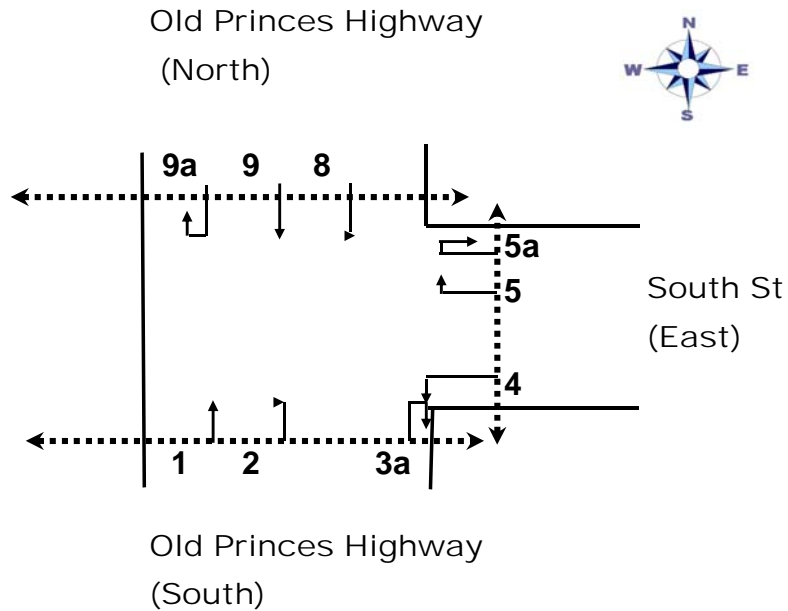 Old Princes Highway
(North)
N
W E
S
9a 9 8
5a
5
South St
(East)
4
1 2 3a
Old Princes Highway
(South)